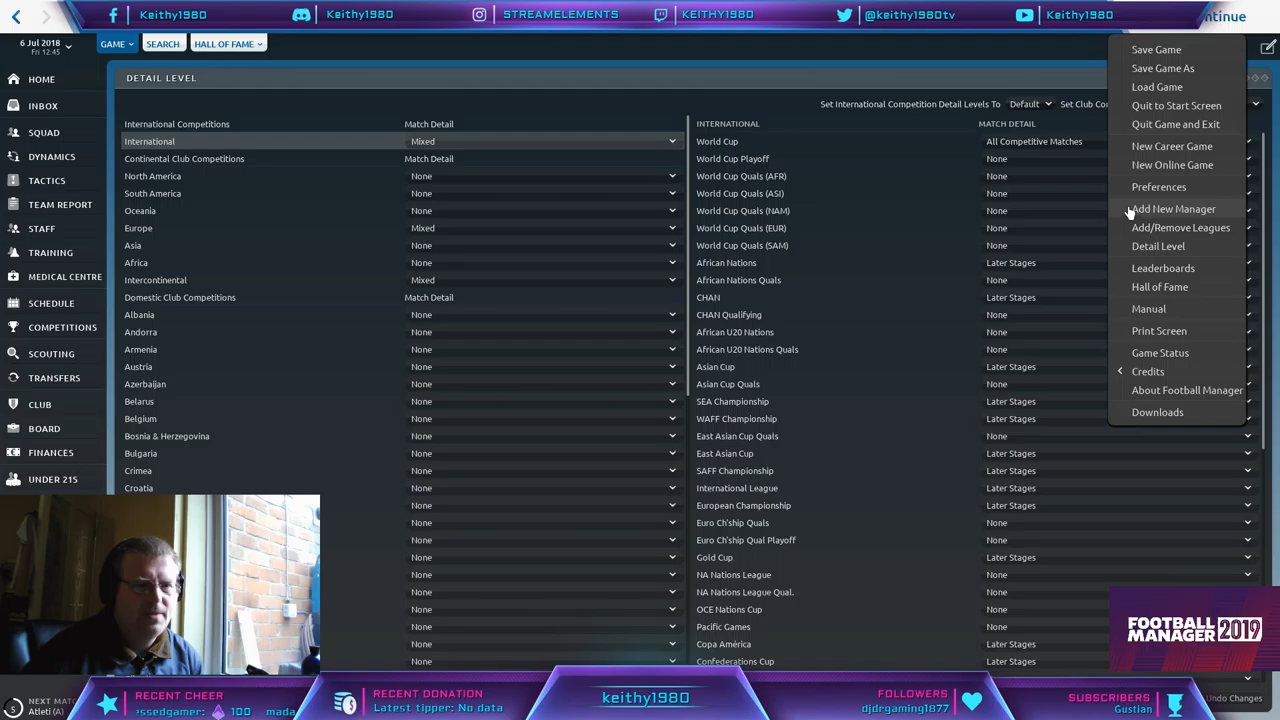 Keithy1980
Keithy1980
STREAMELEMENTS
KEITHY1980
@keithy1980tv
Keithy1980
ntinue
6 Jul 2018
Fri 12:45
GAME
SEARCH
HALL OF FAME
HOME
INBOX
SQUAD
DYNAMICS
TACTICS
TEAM REPORT
STAFF
TRAINING
MEDICAL CENTRE
SCHEDULE
COMPETITIONS
SCOUTING
TRANSFERS
CLUB
BOARD
FINANCES
UNDER 21S
DETAIL LEVEL
Set International Competition Detail Levels To Default Set Club Con
International Competitions Match Detail
International Mixed
Continental Club Competitions Match Detail
North America None
South America None
Oceania None
Europe Mixed
Asia None
Africa None
Intercontinental Mixed
Domestic Club Competitions Match Detail
Albania None
Andorra None
Armenia None
Austria None
Azerbaijan None
Belarus None
Belgium None
Bosnia & Herzegovina None
Bulgaria None
Crimea None
Croatia None
None
None
None
None
None
None
None
None
None
None
INTERNATIONAL MATCH DETAIL
World Cup All Competitive Matches
World Cup Playoff None
World Cup Quals (AFR) None
World Cup Quals (ASI) None
World Cup Quals (NAM) None
World Cup Quals (EUR) None
World Cup Quals (SAM) None
African Nations Later Stages
African Nations Quals None
CHAN Later Stages
CHAN Qualifying None
African U20 Nations None
African U20 Nations Quals None
Asian Cup Later Stages
Asian Cup Quals None
SEA Championship Later Stages
WAFF Championship Later Stages
East Asian Cup Quals None
East Asian Cup Later Stages
SAFF Championship Later Stages
International League Later Stages
European Championship Later Stages
Euro Ch'ship Quals None
Euro Ch'ship Qual Playoff None
Gold Cup Later Stages
NA Nations League None
NA Nations League Qual. None
OCE Nations Cup None
Pacific Games None
Copa América Later Stages
Confederations Cup Later Stages
Save Game
Save Game As
Load Game
Quit to Start Screen
Quit Game and Exit
New Career Game
New Online Game
Preferences
Add New Manager
Add/Remove Leagues
Detail Level
Leaderboards
Hall of Fame
Manual
Print Screen
Game Status
Credits
About Football Manager
Downloads
FOOTBALL
MANAGER 2019
5 NEXT MATC
Atleti (A)
Undo Changes
RECENT CHEER
essedgamer: 100 mada
RECENT DONATION
Latest tipper: No data
keithy1980
FOLLOWERS
djdrgaming1877
SUBSCRIBERS
Gustian